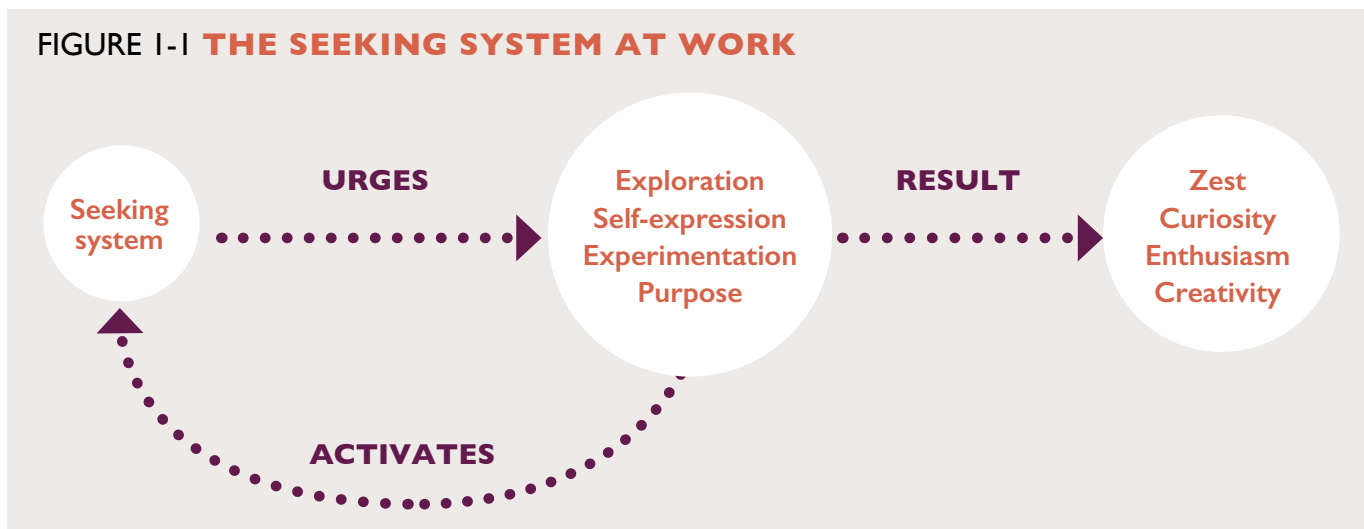 FIGURE 1-1 THE SEEKING SYSTEM AT WORK
Seeking
system
URGES
Exploration
Self-expression
Experimentation
Purpose
RESULT
Zest
Curiosity
Enthusiasm
Creativity
ACTIVATES